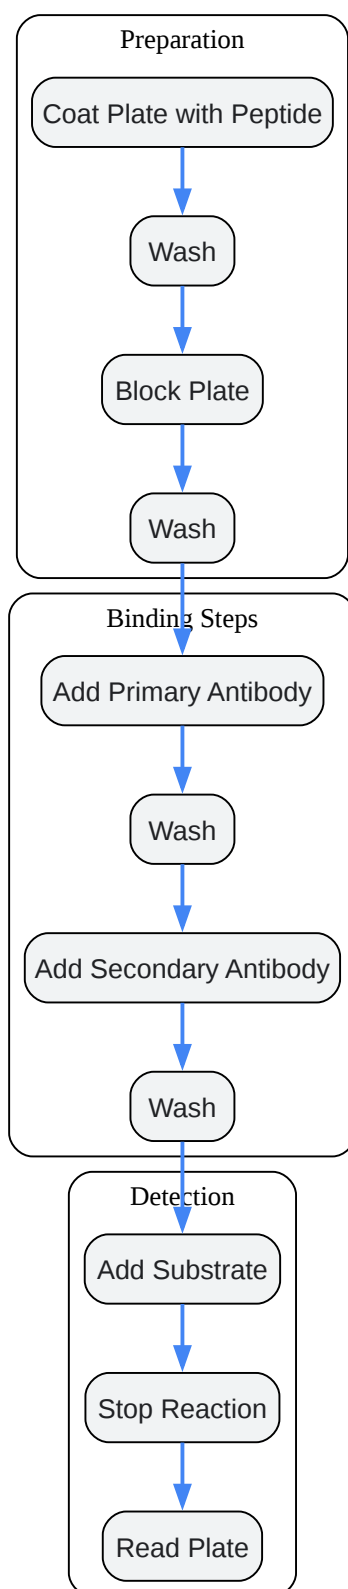 Preparation
Coat Plate with Peptide
Wash
Block Plate
Wash
Binding Steps
Add Primary Antibody
Wash
Add Secondary Antibody
Wash
Detection
Add Substrate
Stop Reaction
Read Plate